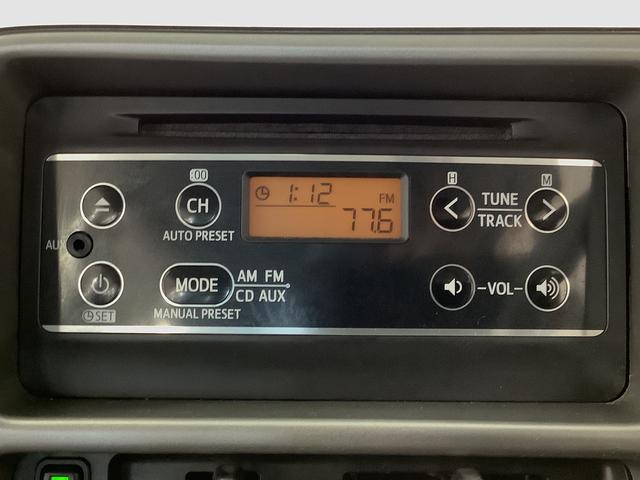 :00
H
M
CH
1:12
FM
77.6
TUNE
TRACK
AUTO PRESET
AUX
MODE
AM FM
CD AUX
-VOL-
SET
MANUAL PRESET